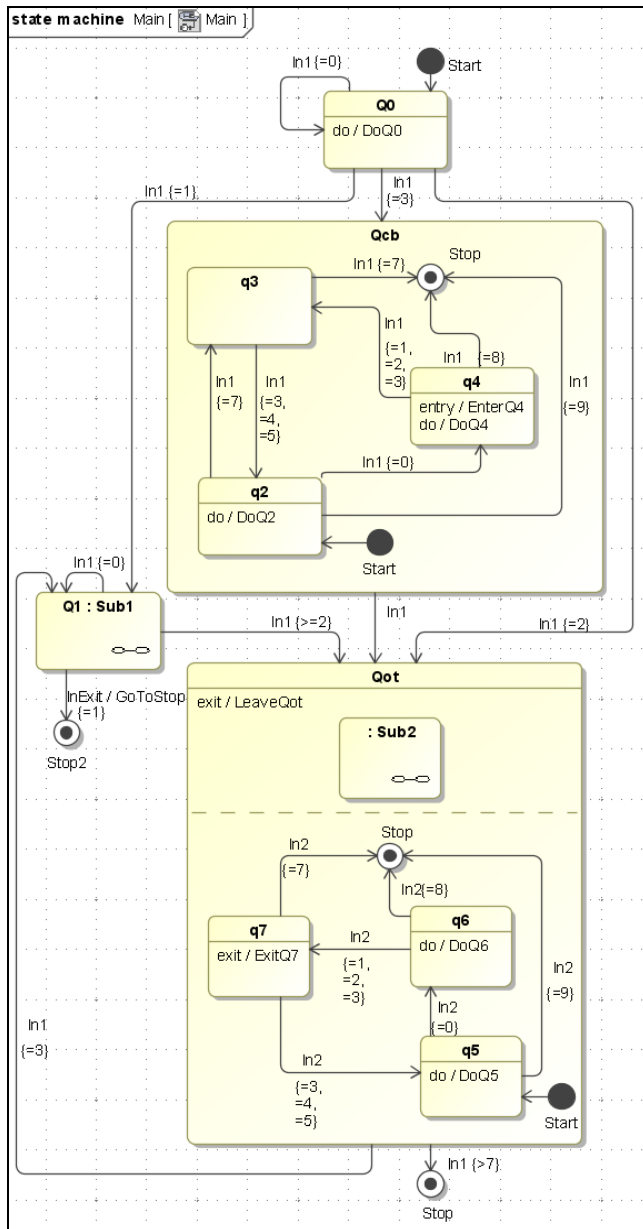 state machine Main [ Main ]
In1 {=0}
Start
Q0
do / DoQ0
In1 {=1}
In1
{=3}
Qcb
Stop
In1 {=7}
q3
In1
{=1,
=2,
=3}
In1 {=8}
q4
entry / EnterQ4
do / DoQ4
In1
{=7}
In1
{=3,
=4,
=5}
In1
{=9}
In1 {=0}
q2
do / DoQ2
Start
In1 {=0}
Q1 : Sub1
In1 {>=2}
In1
In1 {=2}
InExit / GoToStop
{=1}
Stop2
Qot
exit / LeaveQot
: Sub2
Stop
In2
{=7}
In2{=8}
q7
exit / ExitQ7
q6
do / DoQ6
In2
{=1,
=2,
=3}
In2
{=9}
In2
{=0}
In1
{=3}
q5
do / DoQ5
In2
{=3,
=4,
=5}
Start
In1 {>7}
Stop